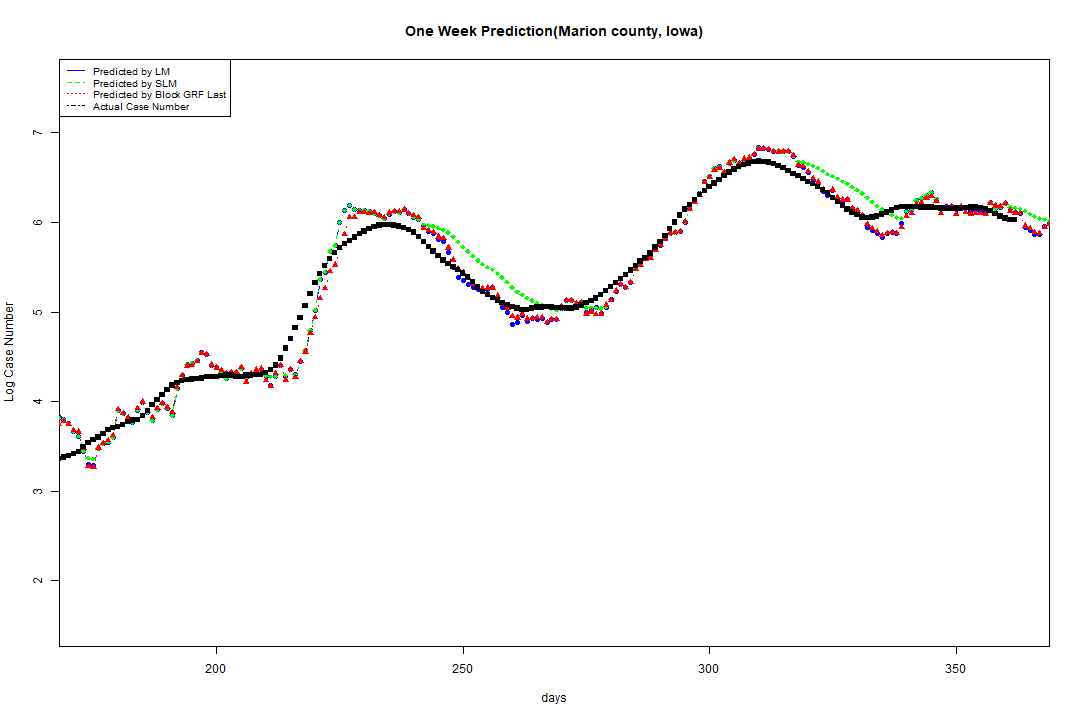 One Week Prediction(Marion county, Iowa)
Predicted by LM
Predicted by SLM
Predicted by Block GRF Last
Actual Case Number
7
6
5
4
3
2
Log Case Number
200 250 300 350
days